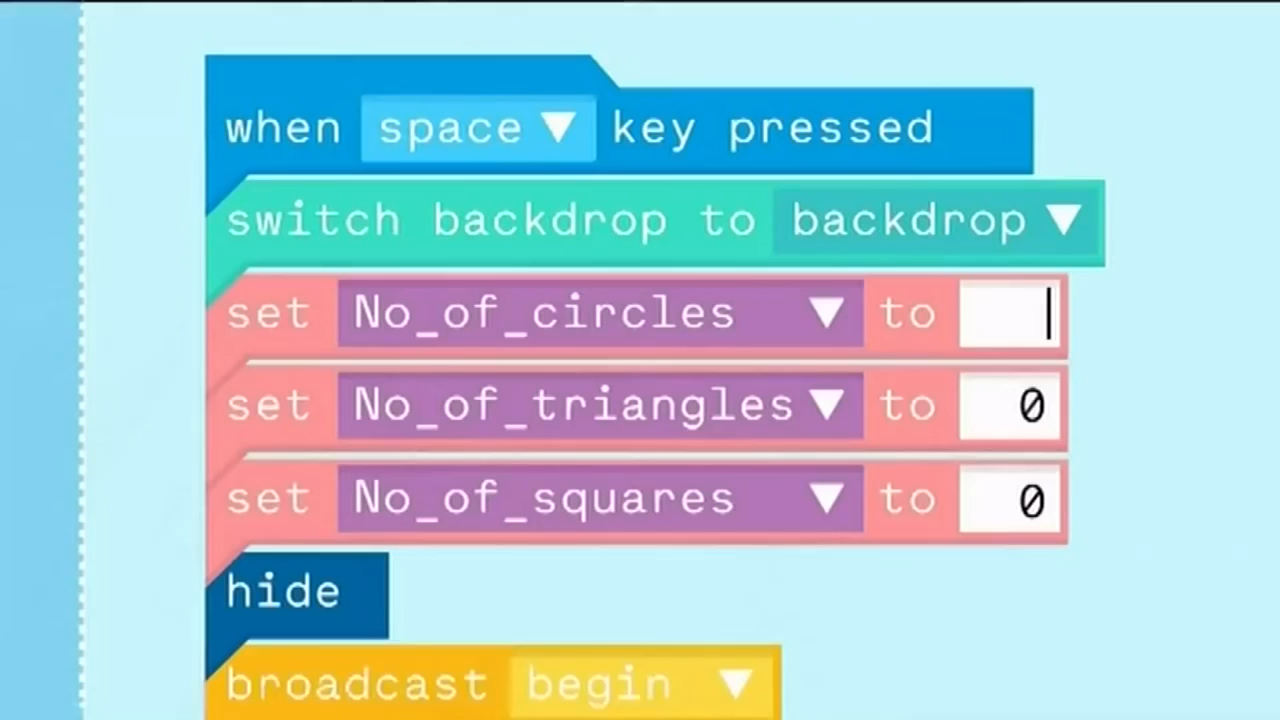 when space key pressed
switch backdrop to backdrop
set No_of_circles to
set No_of_triangles to 0
set No_of_squares to 0
hide
broadcast begin